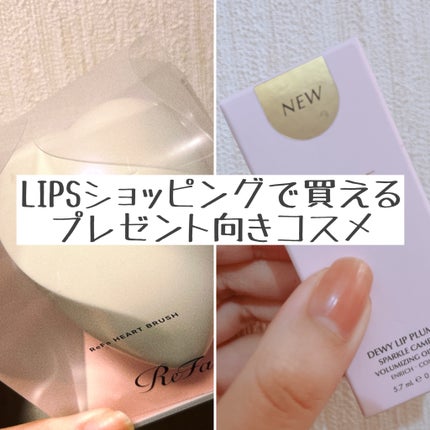 NEW
LIPSショッピングで買える
プレゼント向きコスメ
ReFa HEART BRUSH
ReFa
DEWY LIP PLUM
SPARKLE CAME
VOLUMIZING
ENRICH - CO
5.7 mL e 0